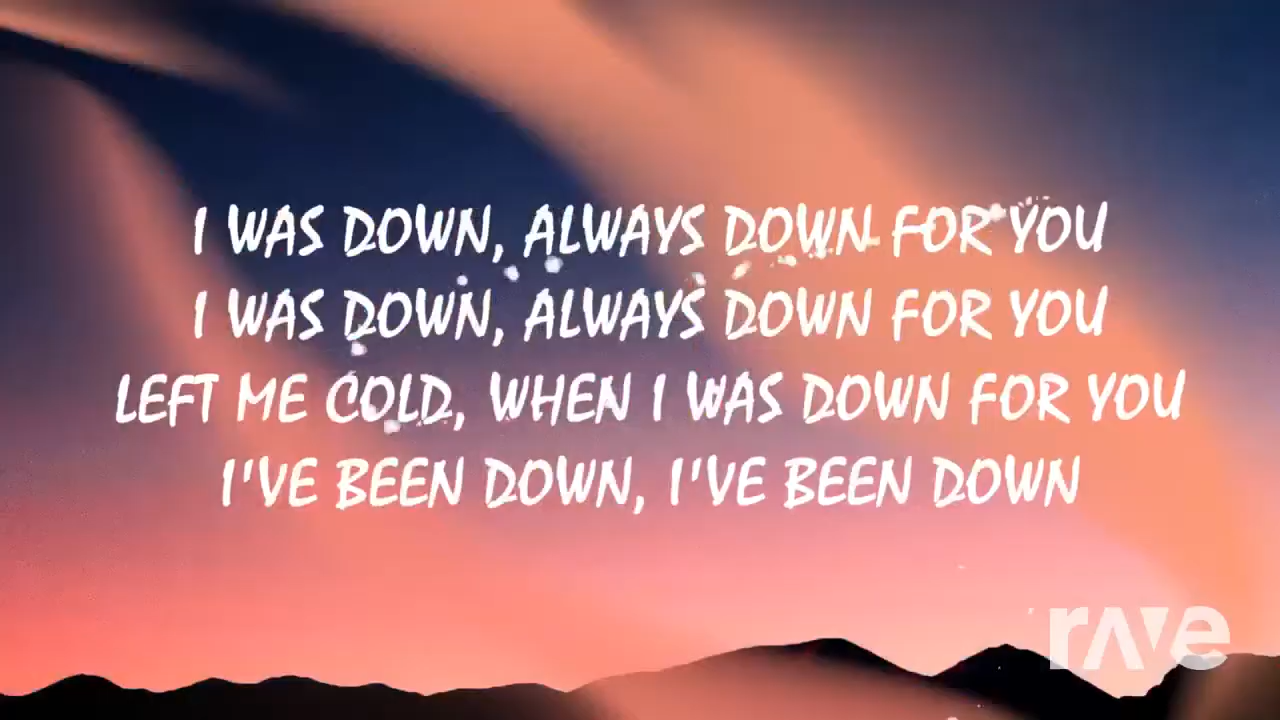 I WAS DOWN, ALWAYS DOWN FOR YOU
I WAS DOWN, ALWAYS DOWN FOR YOU
LEFT ME COLD, WHEN I WAS DOWN FOR YOU
I'VE BEEN DOWN, I'VE BEEN DOWN
rave